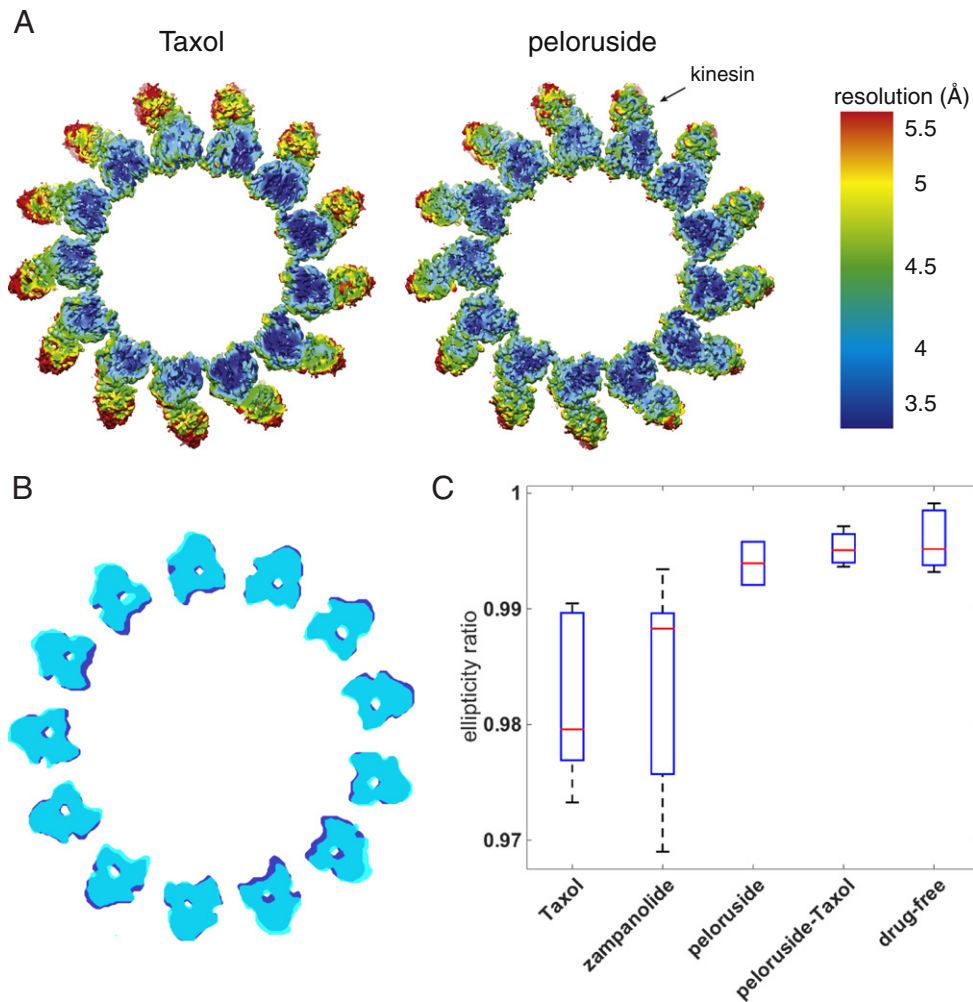 A
Taxol
peloruside
kinesin
resolution (Å)
5.5
5
4.5
4
3.5
B
C
1
0.99
0.98
0.97
ellipticity ratio
Taxol
zampanolide
peloruside
peloruside-Taxol
drug-free